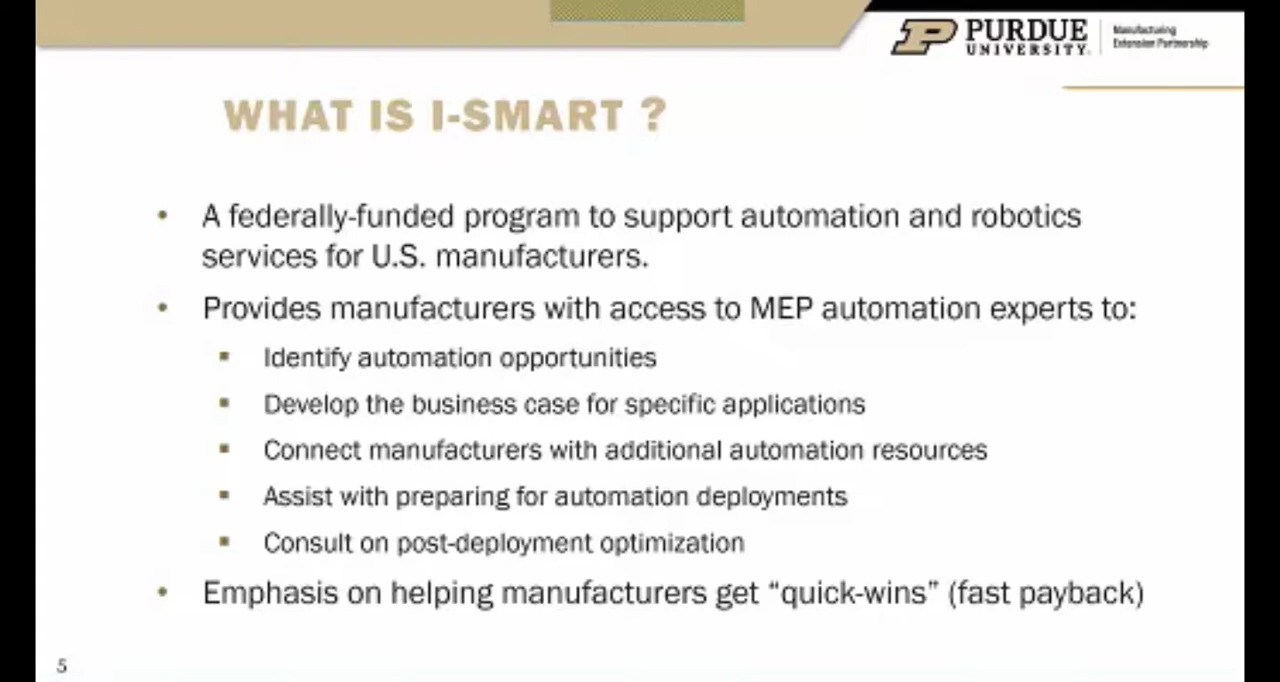 PURDUE
UNIVERSITY
Manufacturing
Extension Partnership
WHAT IS I-SMART ?
• A federally-funded program to support automation and robotics
services for U.S. manufacturers.
• Provides manufacturers with access to MEP automation experts to:
▪ Identify automation opportunities
▪ Develop the business case for specific applications
▪ Connect manufacturers with additional automation resources
▪ Assist with preparing for automation deployments
▪ Consult on post-deployment optimization
• Emphasis on helping manufacturers get “quick-wins” (fast payback)
5